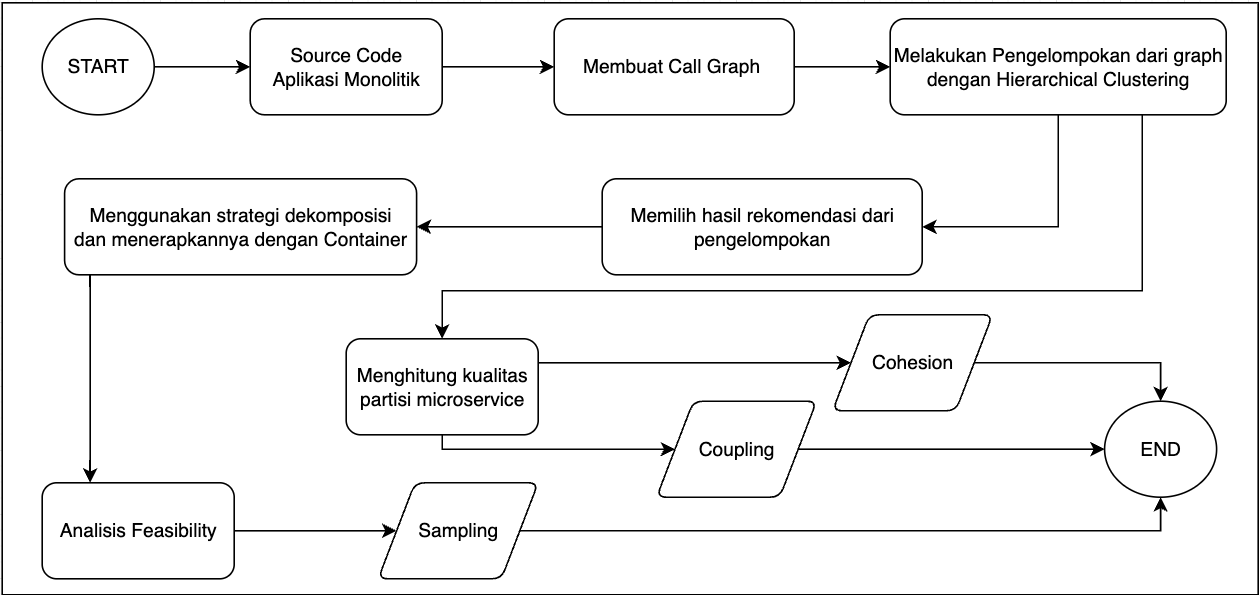 START
Source Code
Aplikasi Monolitik
Membuat Call Graph
Melakukan Pengelompokan dari graph
dengan Hierarchical Clustering
Menggunakan strategi dekomposisi
dan menerapkannya dengan Container
Memilih hasil rekomendasi dari
pengelompokan
Menghitung kualitas
partisi microservice
Cohesion
Coupling
END
Analisis Feasibility
Sampling